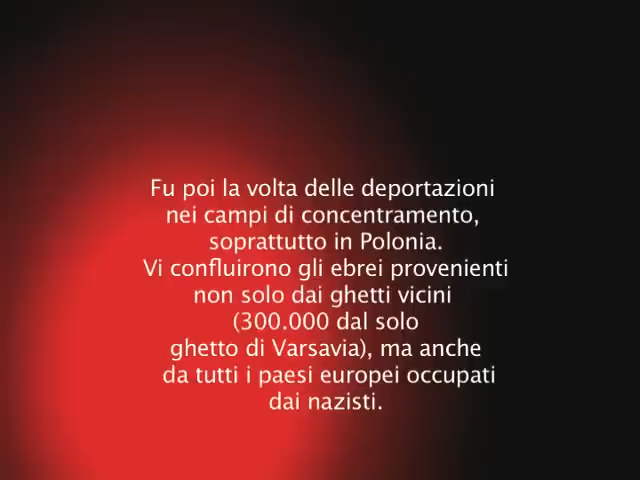 Fu poi la volta delle deportazioni
nei campi di concentramento,
soprattutto in Polonia.
Vi confluirono gli ebrei provenienti
non solo dai ghetti vicini
(300.000 dal solo
ghetto di Varsavia), ma anche
da tutti i paesi europei occupati
dai nazisti.